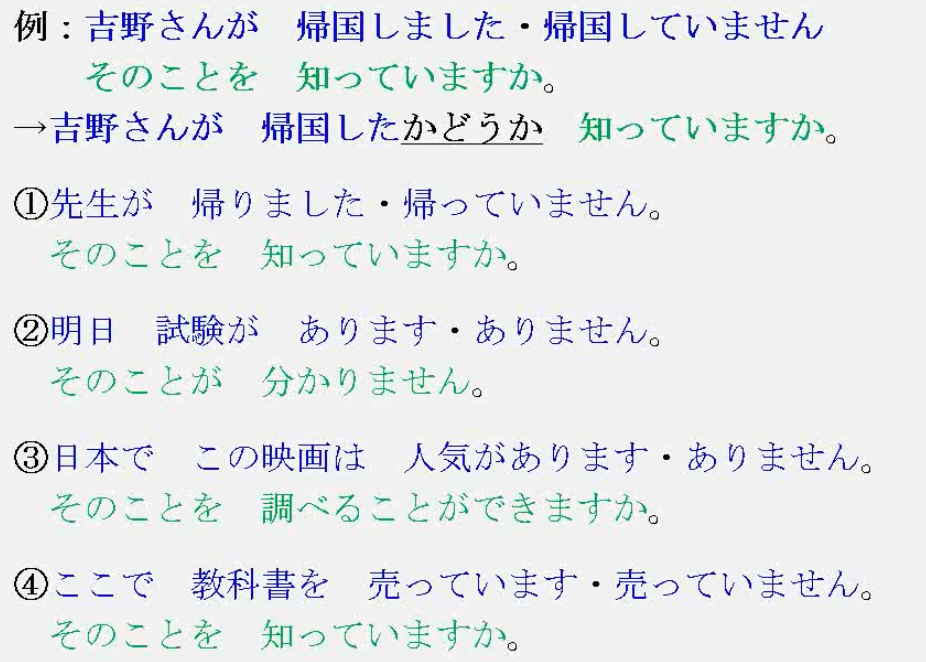 例：吉野さんが　帰国しました・帰国していません
そのことを　知っていますか。
→吉野さんが　帰国したかどうか　知っていますか。
①先生が　帰りました・帰っていません。
そのことを　知っていますか。
②明日　試験が　あります・ありません。
そのことが　分かりません。
③日本で　この映画は　人気があります・ありません。
そのことを　調べることができますか。
④ここで　教科書を　売っています・売っていません。
そのことを　知っていますか。